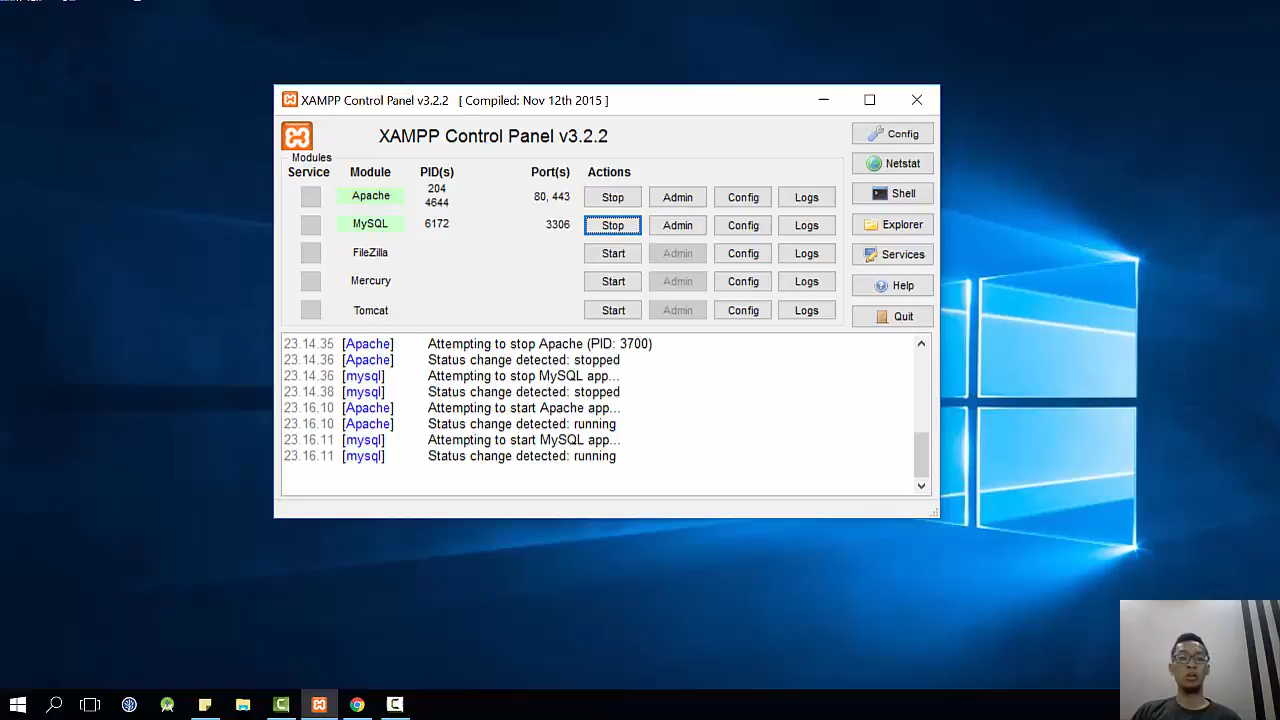 XAMPP Control Panel v3.2.2 [ Compiled: Nov 12th 2015 ]
XAMPP Control Panel v3.2.2
Config
Modules
Service Module PID(s) Port(s) Actions
Netstat
Apache 204 4644 80, 443 Stop Admin Config Logs
Shell
MySQL 6172 3306 Stop Admin Config Logs
Explorer
FileZilla Start Admin Config Logs
Services
Mercury Start Admin Config Logs
Help
Tomcat Start Admin Config Logs
Quit
23.14.35 [Apache] Attempting to stop Apache (PID: 3700)
23.14.36 [Apache] Status change detected: stopped
23.14.36 [mysql] Attempting to stop MySQL app...
23.14.38 [mysql] Status change detected: stopped
23.16.10 [Apache] Attempting to start Apache app...
23.16.10 [Apache] Status change detected: running
23.16.11 [mysql] Attempting to start MySQL app...
23.16.11 [mysql] Status change detected: running